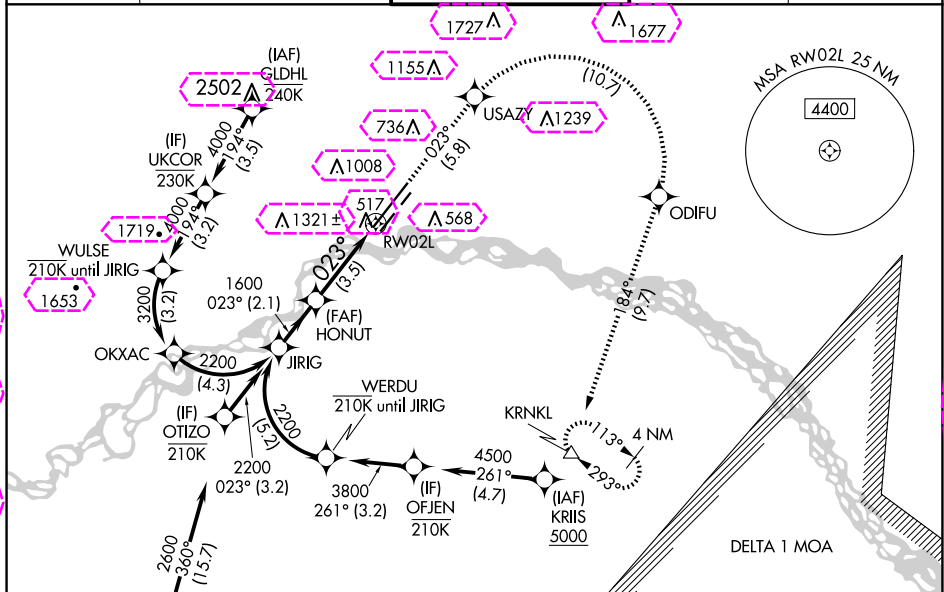 1727
1677
(IAF)
GLDHL
240K
2502
1155
(10.7)
MSA RW02L 25 NM
4400
USAZY
1239
736
4000
194°
(3.5)
(IF)
UKCOR
230K
023°
(5.8)
1008
4000
194°
(3.2)
1719
1321±
517
568
RW02L
ODIFU
WULSE
210K until JIRIG
1653
3200
(3.2)
023°
(3.5)
1600
023° (2.1)
(FAF)
HONUT
184°
(9.7)
OKXAC
2200
(4.3)
JIRIG
WERDU
210K until JIRIG
2200
(5.2)
(IF)
OTIZO
210K
KRNKL
113°
4 NM
293°
2200
023° (3.2)
3800
261° (3.2)
(IF)
OFJEN
210K
4500
261°
(4.7)
(IAF)
KRIIS
5000
2600
360°
(15.7)
DELTA 1 MOA